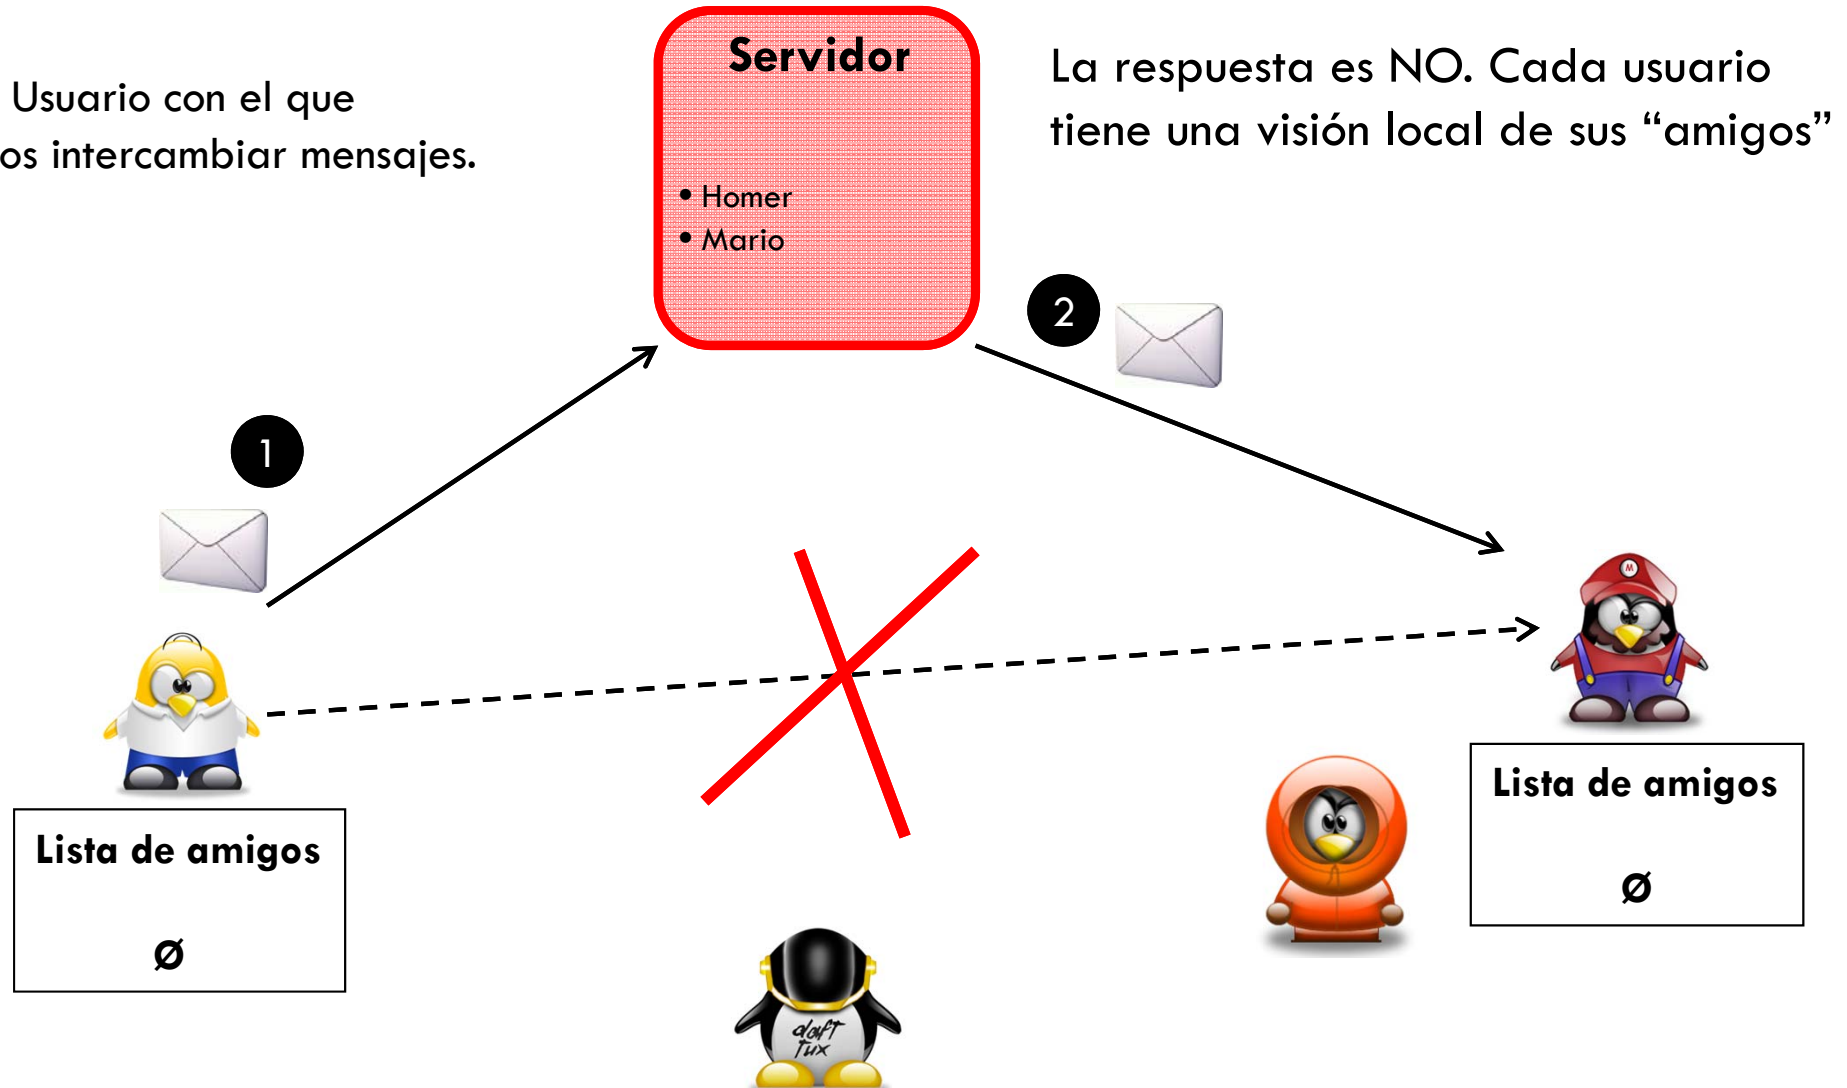 Servidor
Usuario con el que
os intercambiar mensajes.
La respuesta es NO. Cada usuario
tiene una visión local de sus “amigos”
• Homer
• Mario
2
1
M
Lista de amigos
Ø
Lista de amigos
Ø
daft
Tux